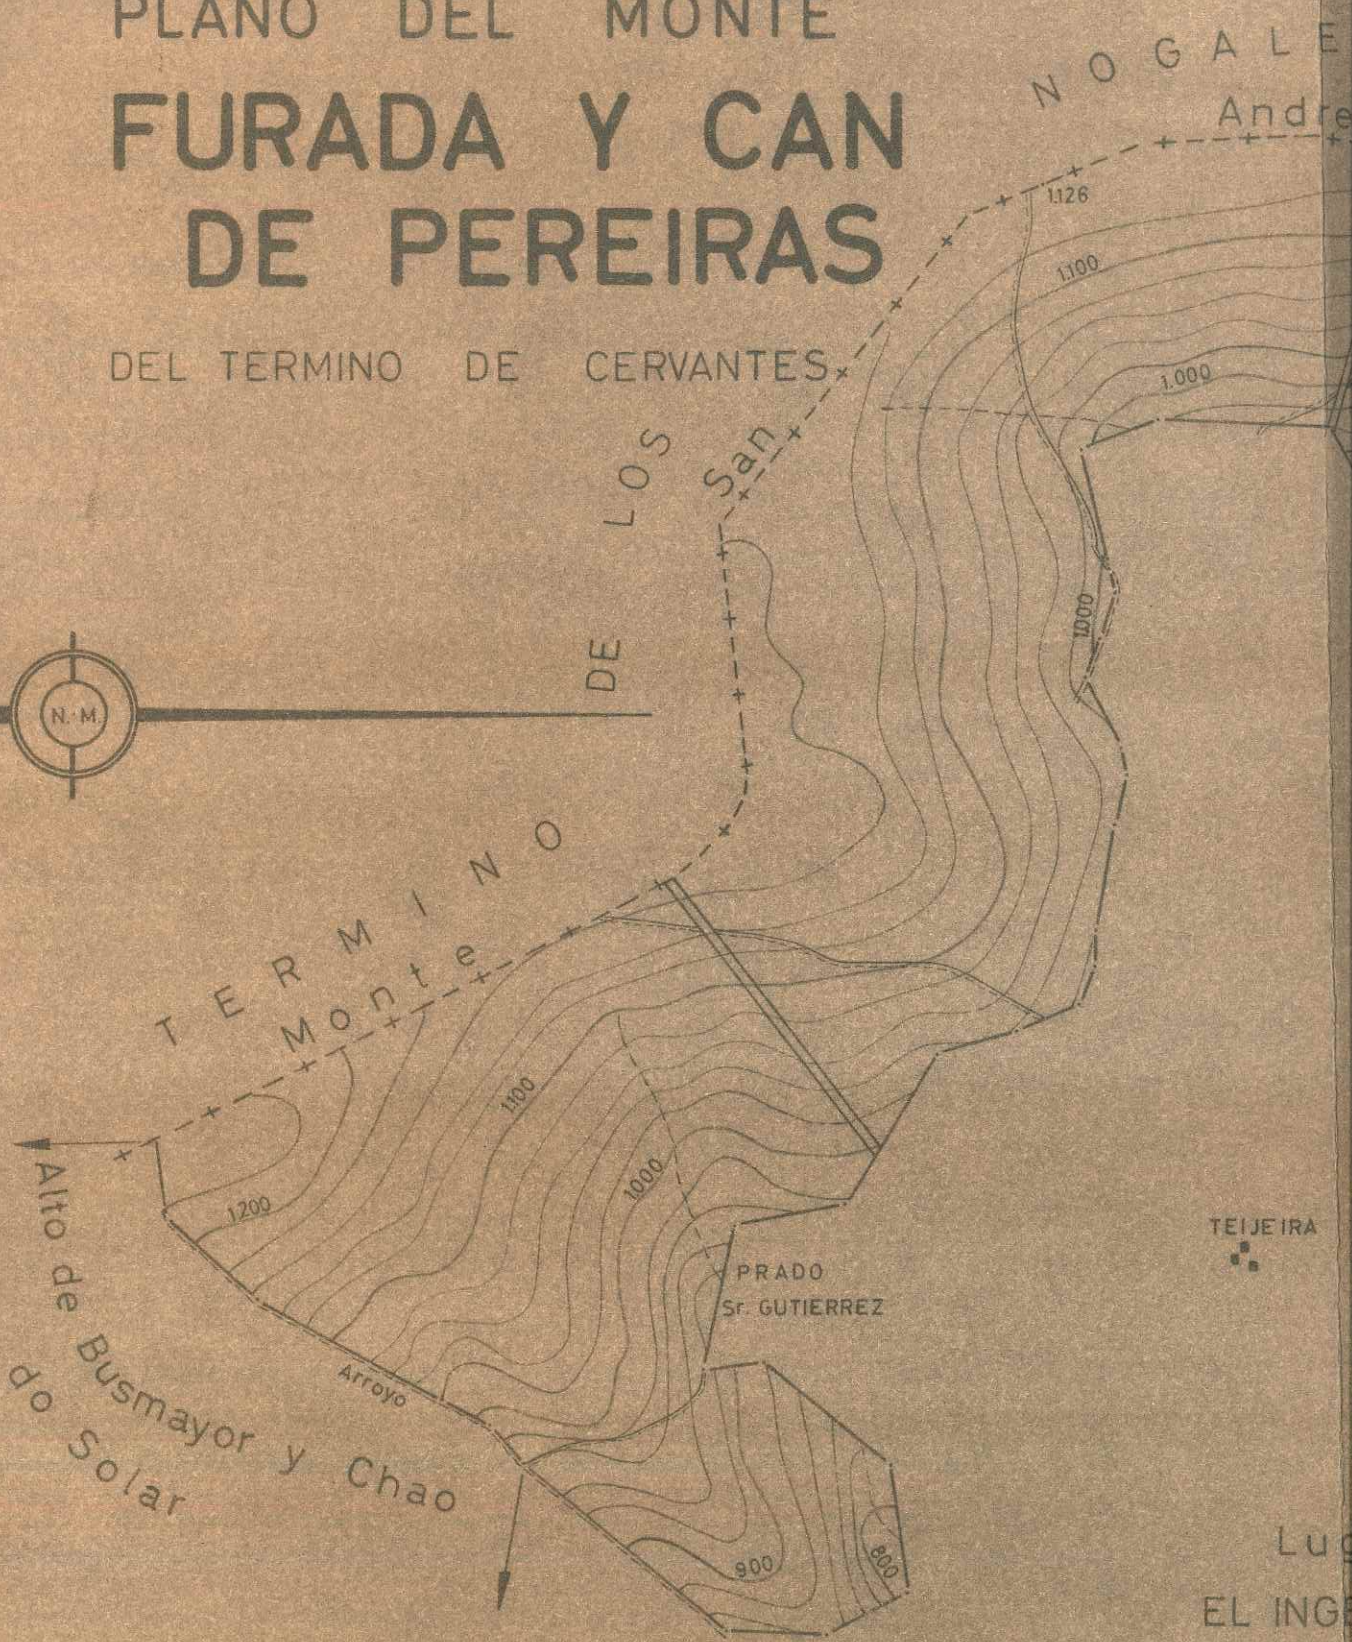 PLANO DEL MONTE
FURADA Y CAN
DE PEREIRAS
DEL TERMINO DE CERVANTES
TERMINO DE LOS NOGALE
Monte San Andre
1.126
1.100
1.000
1.000
N. M.
1.100
1.000
1.200
TEIJEIRA
PRADO
Sr. GUTIERREZ
Arroyo
Alto de Busmayor y Chao
do Solar
900
800
Lug
EL INGE